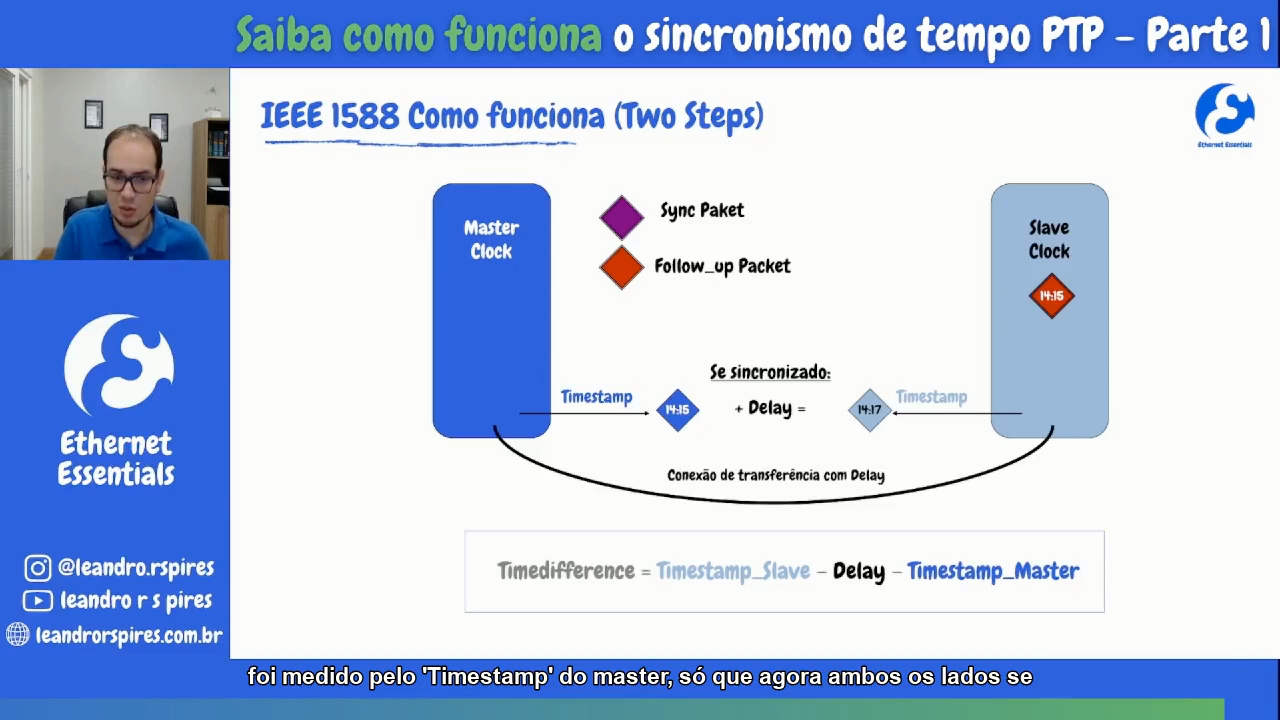 Saiba como funciona o sincronismo de tempo PTP - Parte 1
IEEE 1588 Como funciona (Two Steps)
Ethernet Essentials
Master
Clock
Sync Paket
Follow_up Packet
Slave
Clock
14:15
Se sincronizado:
Timestamp
14:15
+ Delay =
14:17
Timestamp
Conexão de transferência com Delay
Timedifference = Timestamp_Slave - Delay - Timestamp_Master
Ethernet
Essentials
@leandro.rspires
leandro r s pires
leandrorspires.com.br
foi medido pelo 'Timestamp' do master, só que agora ambos os lados se